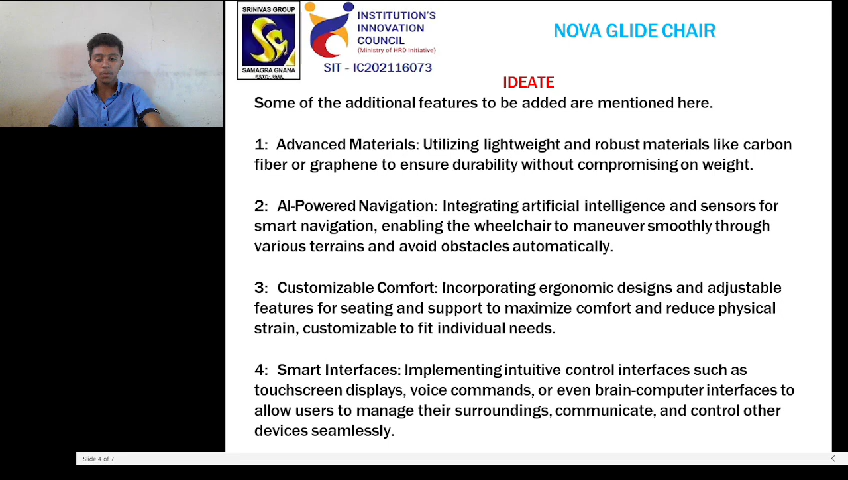 SRINIVAS GROUP
SAMAGRA GNANA
INSTITUTION'S
INNOVATION
COUNCIL
(Ministry of HRD Initiative)
SIT - IC202116073
NOVA GLIDE CHAIR
IDEATE
Some of the additional features to be added are mentioned here.
1: Advanced Materials: Utilizing lightweight and robust materials like carbon
fiber or graphene to ensure durability without compromising on weight.
2: AI-Powered Navigation: Integrating artificial intelligence and sensors for
smart navigation, enabling the wheelchair to maneuver smoothly through
various terrains and avoid obstacles automatically.
3: Customizable Comfort: Incorporating ergonomic designs and adjustable
features for seating and support to maximize comfort and reduce physical
strain, customizable to fit individual needs.
4: Smart Interfaces: Implementing intuitive control interfaces such as
touchscreen displays, voice commands, or even brain-computer interfaces to
allow users to manage their surroundings, communicate, and control other
devices seamlessly.
Slide 4 of 7